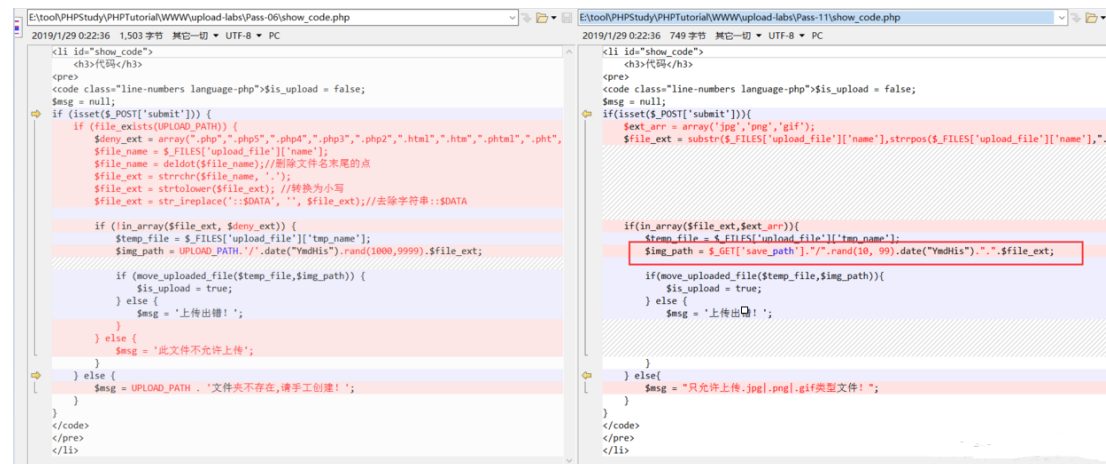 E:\tool\PHPStudy\PHPTutorial\WWW\upload-labs\Pass-06\show_code.php
2019/1/29 0:22:36 1,503 字节 其它一切 ▾ UTF-8 ▾ PC
<li id="show_code">
<h3>代码</h3>
<pre>
<code class="line-numbers language-php">$is_upload = false;
$msg = null;
if (isset($_POST['submit'])) {
if (file_exists(UPLOAD_PATH)) {
$deny_ext = array(".php",".php5",".php4",".php3",".php2",".html",".htm",".phtml",".pht",
$file_name = $_FILES['upload_file']['name'];
$file_name = deldot($file_name);//删除文件名末尾的点
$file_ext = strrchr($file_name, '.');
$file_ext = strtolower($file_ext); //转换为小写
$file_ext = str_ireplace('::$DATA', '', $file_ext);//去除字符串::$DATA
if (!in_array($file_ext, $deny_ext)) {
$temp_file = $_FILES['upload_file']['tmp_name'];
$img_path = UPLOAD_PATH.'/'.date("YmdHis").rand(1000,9999).$file_ext;
if (move_uploaded_file($temp_file,$img_path)) {
$is_upload = true;
} else {
$msg = '上传出错！';
}
} else {
$msg = '此文件不允许上传';
}
} else {
$msg = UPLOAD_PATH . '文件夹不存在,请手工创建！';
}
}
</code>
</pre>
</li>
E:\tool\PHPStudy\PHPTutorial\WWW\upload-labs\Pass-11\show_code.php
2019/1/29 0:22:36 749 字节 其它一切 ▾ UTF-8 ▾ PC
<li id="show_code">
<h3>代码</h3>
<pre>
<code class="line-numbers language-php">$is_upload = false;
$msg = null;
if(isset($_POST['submit'])){
$ext_arr = array('jpg','png','gif');
$file_ext = substr($_FILES['upload_file']['name'],strrpos($_FILES['upload_file']['name'],".
if(in_array($file_ext,$ext_arr)){
$temp_file = $_FILES['upload_file']['tmp_name'];
$img_path = $_GET['save_path']."/".rand(10, 99).date("YmdHis").".".$file_ext;
if(move_uploaded_file($temp_file,$img_path)){
$is_upload = true;
} else {
$msg = '上传出错！';
}
} else{
$msg = "只允许上传.jpg|.png|.gif类型文件！";
}
}
</code>
</pre>
</li>